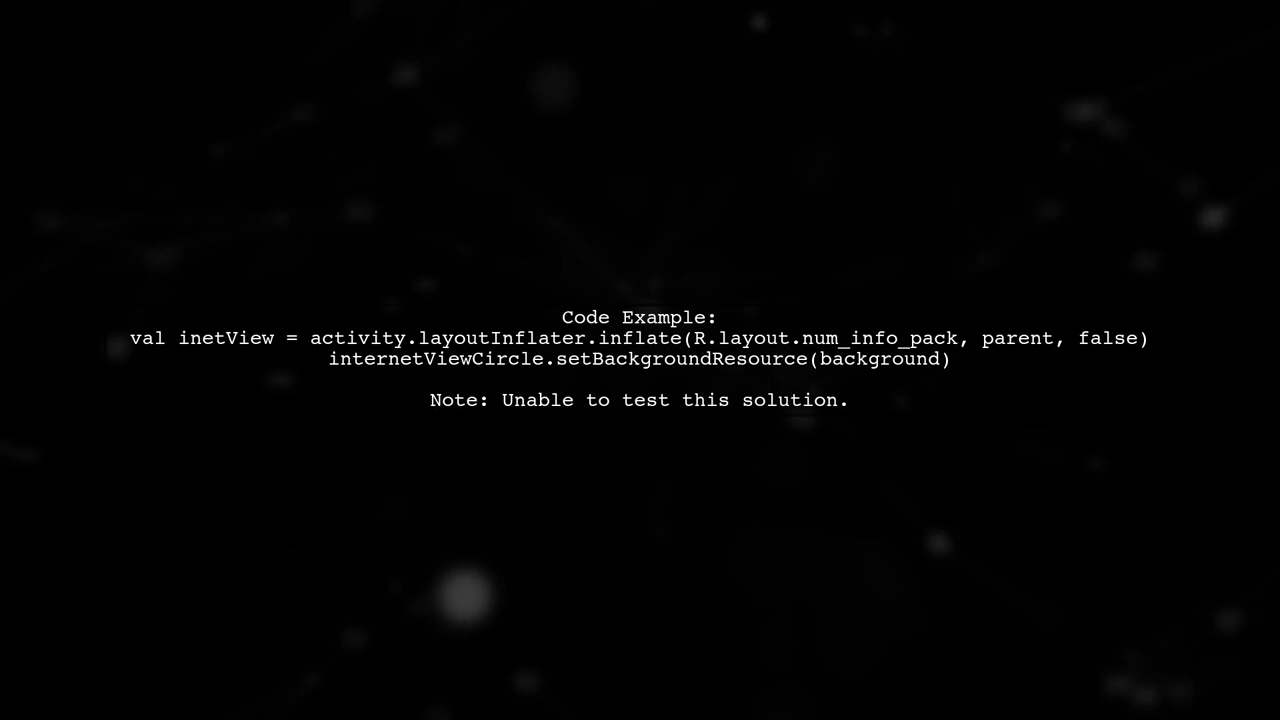 Code Example:
val inetView = activity.layoutInflater.inflate(R.layout.num_info_pack, parent, false)
internetViewCircle.setBackgroundResource(background)
Note: Unable to test this solution.